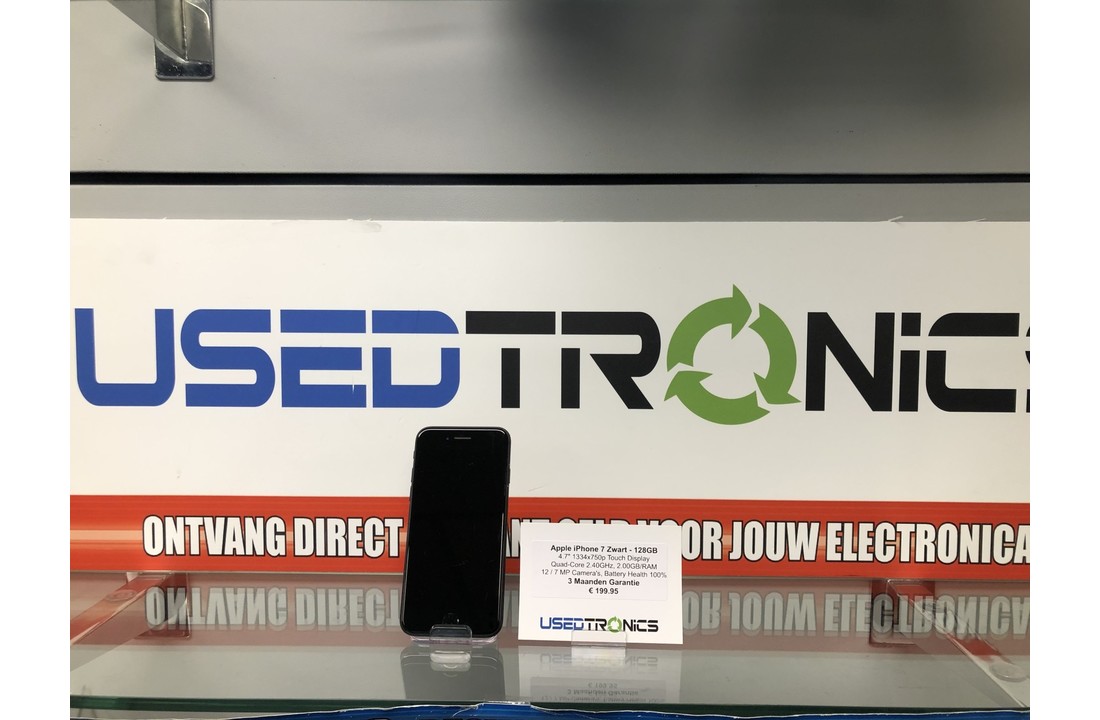 USEDTRONiCS
ONTVANG DIRECT VOOR JOUW ELECTRONICA
Apple iPhone 7 Zwart - 128GB
4.7" 1334x750p Touch Display
Quad-Core 2.40GHz, 2.00GB/RAM
12 / 7 MP Camera's, Battery Health 100%
3 Maanden Garantie
€ 199.95
USEDTRONiCS